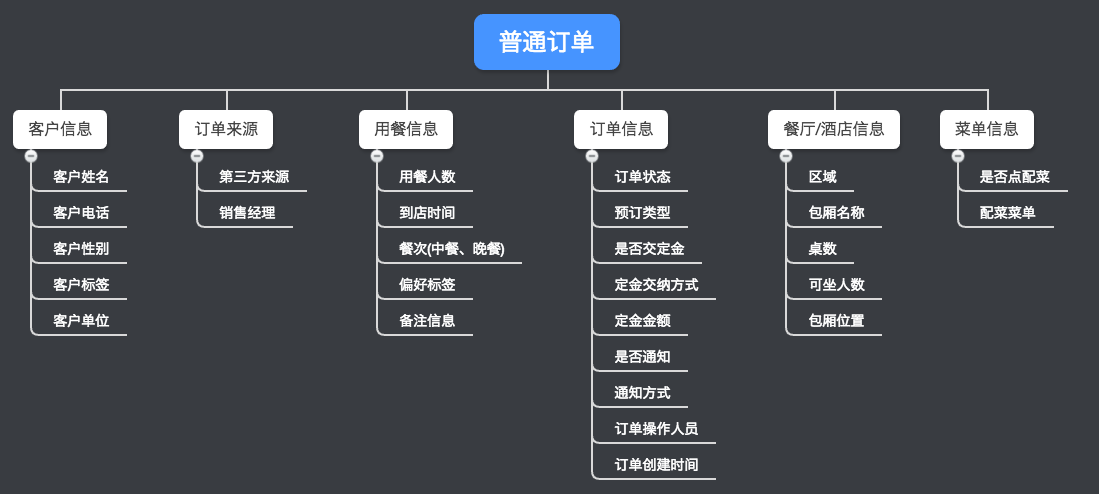 普通订单
客户信息
客户姓名
客户电话
客户性别
客户标签
客户单位
订单来源
第三方来源
销售经理
用餐信息
用餐人数
到店时间
餐次(中餐、晚餐)
偏好标签
备注信息
订单信息
订单状态
预订类型
是否交定金
定金交纳方式
定金金额
是否通知
通知方式
订单操作人员
订单创建时间
餐厅/酒店信息
区域
包厢名称
桌数
可坐人数
包厢位置
菜单信息
是否点配菜
配菜菜单